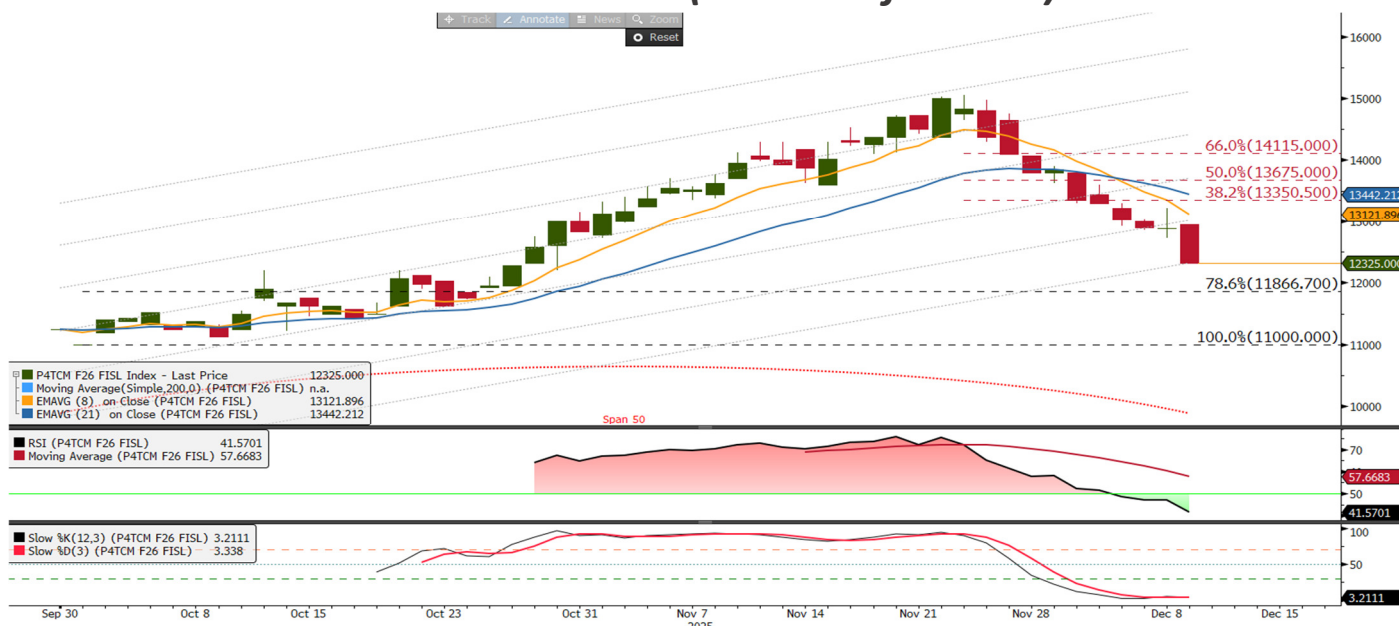 Track Annotate News Zoom
Reset
16000
15000
66.0%(14115.000)
14000
50.0%(13675.000)
38.2%(13350.500)
13442.212
13121.896
13000
12325.000
78.6%(11866.700)
12000
100.0%(11000.000)
11000
P4TCM F26 FISL Index - Last Price 12325.000
Moving Average(Simple,200,0) (P4TCM F26 FISL) n.a.
EMAVG (8) on Close (P4TCM F26 FISL) 13121.896
EMAVG (21) on Close (P4TCM F26 FISL) 13442.212
10000
Span 50
RSI (P4TCM F26 FISL) 41.5701
Moving Average (P4TCM F26 FISL) 57.6683
70
57.6683
50
41.5701
Slow %K(12,3) (P4TCM F26 FISL) 3.2111
Slow %D(3) (P4TCM F26 FISL) 3.338
100
50
3.2111
Sep 30 Oct 8 Oct 15 Oct 23 Oct 31 Nov 7 Nov 14 Nov 21 Nov 28 Dec 8 Dec 15